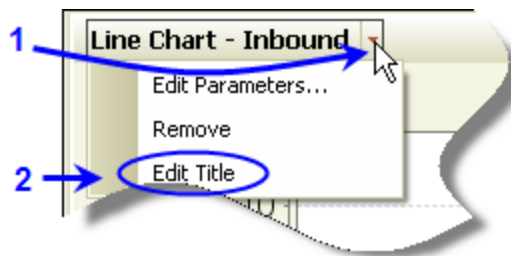 1
Line Chart - Inbound
Edit Parameters...
Remove
2
Edit Title